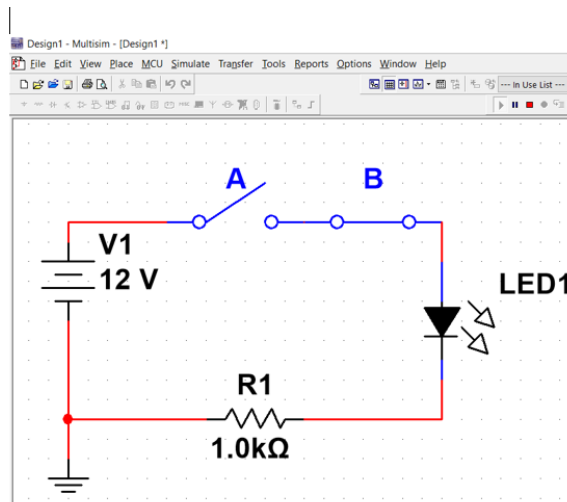 Design1 - Multisim - [Design1 *]
File Edit View Place MCU Simulate Transfer Tools Reports Options Window Help
--- In Use List ---
A
B
V1
12 V
LED1
R1
1.0kΩ